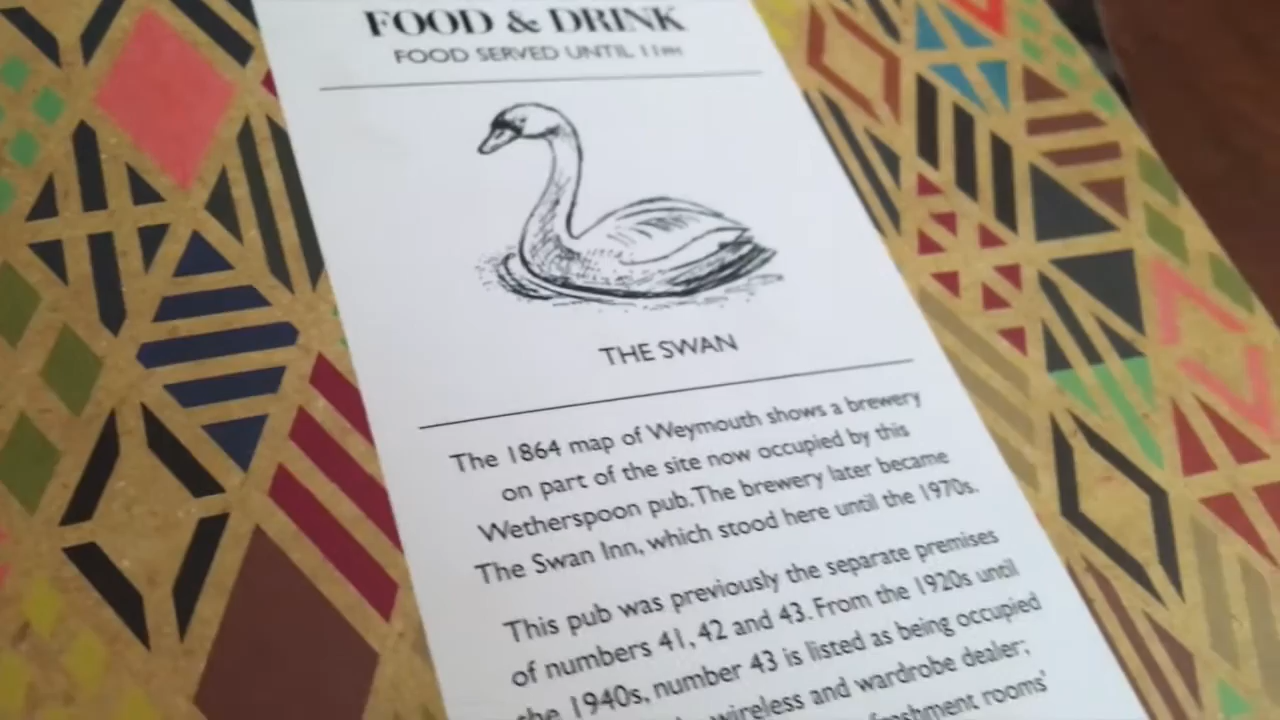 FOOD & DRINK
FOOD SERVED UNTIL 11PM
THE SWAN
The 1864 map of Weymouth shows a brewery
on part of the site now occupied by this
Wetherspoon pub. The brewery later became
The Swan Inn, which stood here until the 1970s.
This pub was previously the separate premises
of numbers 41, 42 and 43. From the 1920s until
the 1940s, number 43 is listed as being occupied
wireless and wardrobe dealer;
rooms'